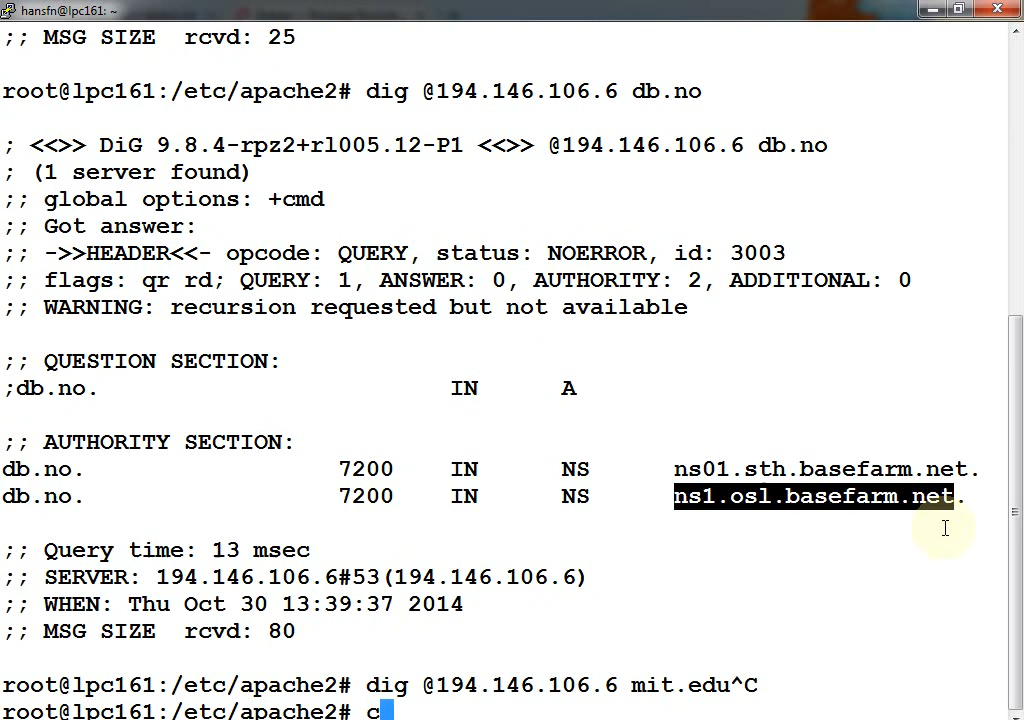 hansfn@lpc161: ~
;; MSG SIZE  rcvd: 25
root@lpc161:/etc/apache2# dig @194.146.106.6 db.no
; <<>> DiG 9.8.4-rpz2+rl005.12-P1 <<>> @194.146.106.6 db.no
; (1 server found)
;; global options: +cmd
;; Got answer:
;; ->>HEADER<<- opcode: QUERY, status: NOERROR, id: 3003
;; flags: qr rd; QUERY: 1, ANSWER: 0, AUTHORITY: 2, ADDITIONAL: 0
;; WARNING: recursion requested but not available
;; QUESTION SECTION:
;db.no. IN A
;; AUTHORITY SECTION:
db.no. 7200 IN NS ns01.sth.basefarm.net.
db.no. 7200 IN NS ns1.osl.basefarm.net.
;; Query time: 13 msec
;; SERVER: 194.146.106.6#53(194.146.106.6)
;; WHEN: Thu Oct 30 13:39:37 2014
;; MSG SIZE  rcvd: 80
root@lpc161:/etc/apache2# dig @194.146.106.6 mit.edu^C
root@lpc161:/etc/apache2# c